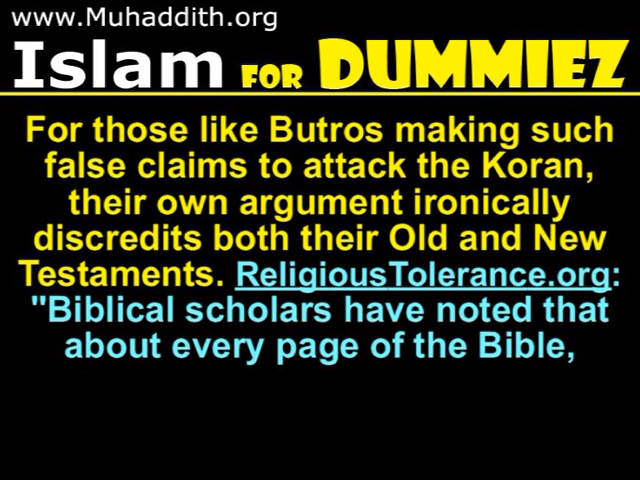 www.Muhaddith.org
Islam FOR DUMMIEZ
For those like Butros making such
false claims to attack the Koran,
their own argument ironically
discredits both their Old and New
Testaments. ReligiousTolerance.org:
"Biblical scholars have noted that
about every page of the Bible,